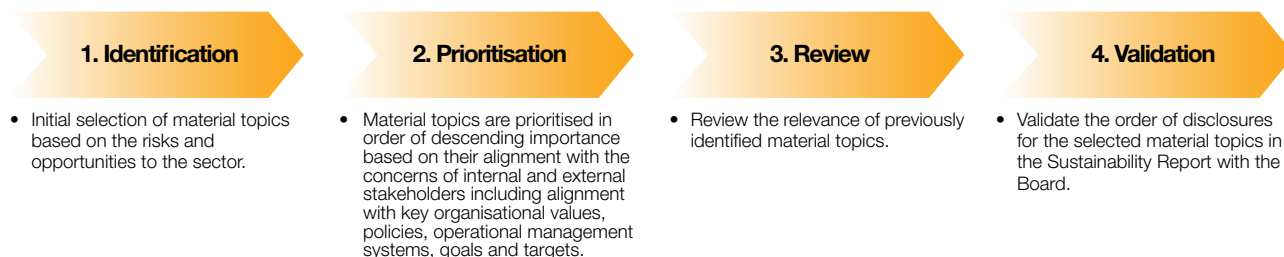 1. Identification
• Initial selection of material topics
based on the risks and
opportunities to the sector.
2. Prioritisation
• Material topics are prioritised in
order of descending importance
based on their alignment with the
concerns of internal and external
stakeholders including alignment
with key organisational values,
policies, operational management
systems, goals and targets.
3. Review
• Review the relevance of previously
identified material topics.
4. Validation
• Validate the order of disclosures
for the selected material topics in
the Sustainability Report with the
Board.